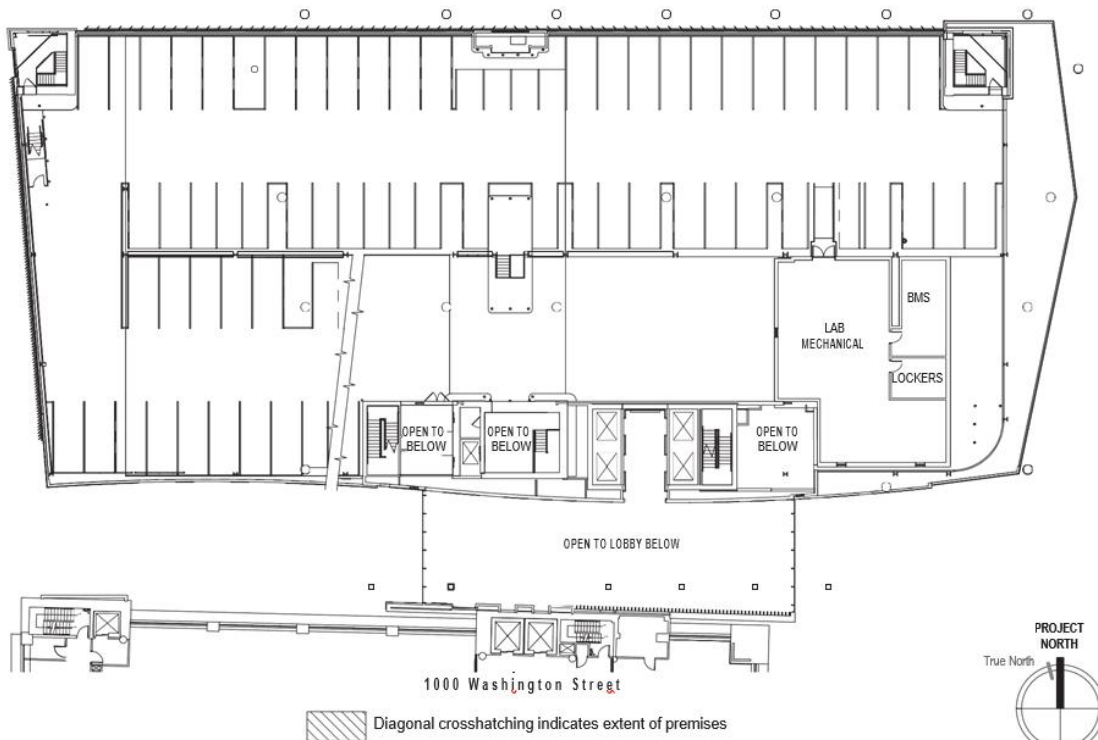 BMS
LAB
MECHANICAL
LOCKERS
OPEN TO
BELOW
OPEN TO
BELOW
OPEN TO
BELOW
OPEN TO LOBBY BELOW
PROJECT
NORTH
True North
1000 Washington Street
Diagonal crosshatching indicates extent of premises